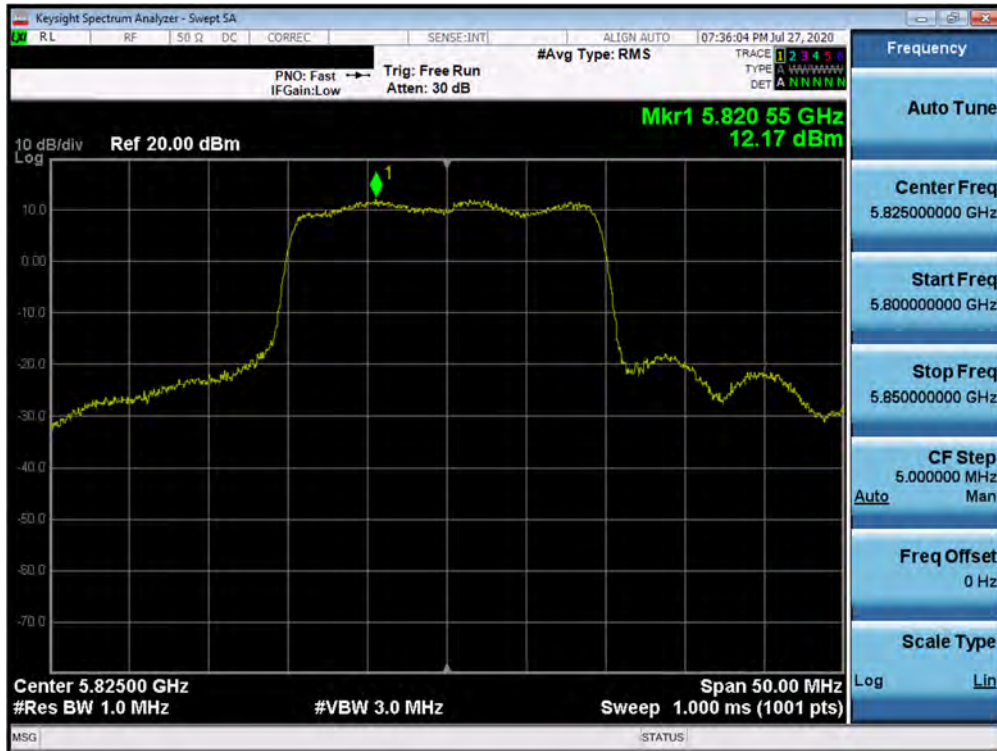 Keysight Spectrum Analyzer - Swept SA
LXI RL RF 50 Ω DC CORREC SENSE:INT ALIGN AUTO 07:36:04 PM Jul 27, 2020
Frequency
PNO: Fast Trig: Free Run #Avg Type: RMS TRACE 1 2 3 4 5 6
TYPE A WWWWWW
IFGain:Low Atten: 30 dB DET A N N N N N
Auto Tune
Mkr1 5.820 55 GHz
10 dB/div Ref 20.00 dBm 12.17 dBm
Log
1
10.0
0.00
-10.0
-20.0
-30.0
-40.0
-50.0
-60.0
-70.0
Center Freq
5.825000000 GHz
Start Freq
5.800000000 GHz
Stop Freq
5.850000000 GHz
CF Step
5.000000 MHz
Auto Man
Freq Offset
0 Hz
Scale Type
Log Lin
Center 5.82500 GHz Span 50.00 MHz
#Res BW 1.0 MHz #VBW 3.0 MHz Sweep 1.000 ms (1001 pts)
MSG STATUS